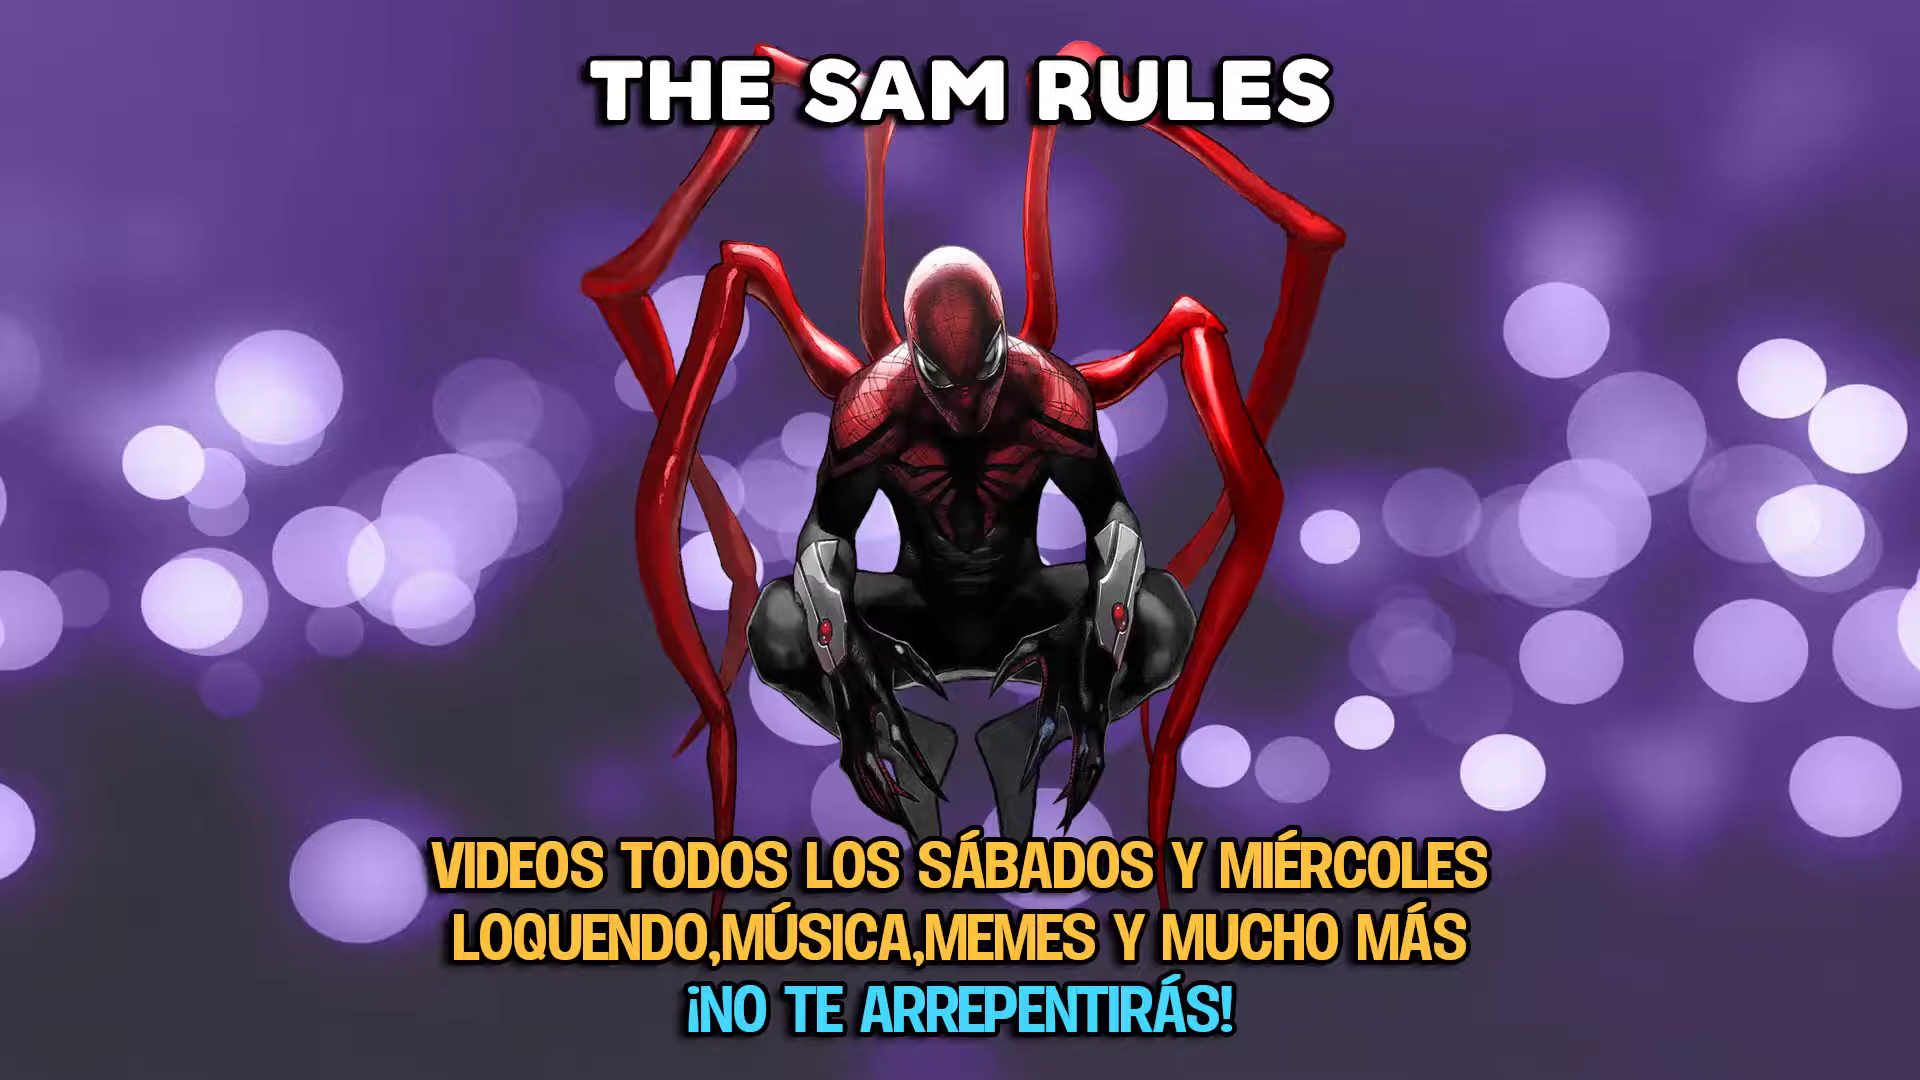 THE SAM RULES
VIDEOS TODOS LOS SÁBADOS Y MIÉRCOLES
LOQUENDO,MÚSICA,MEMES Y MUCHO MÁS
¡NO TE ARREPENTIRÁS!